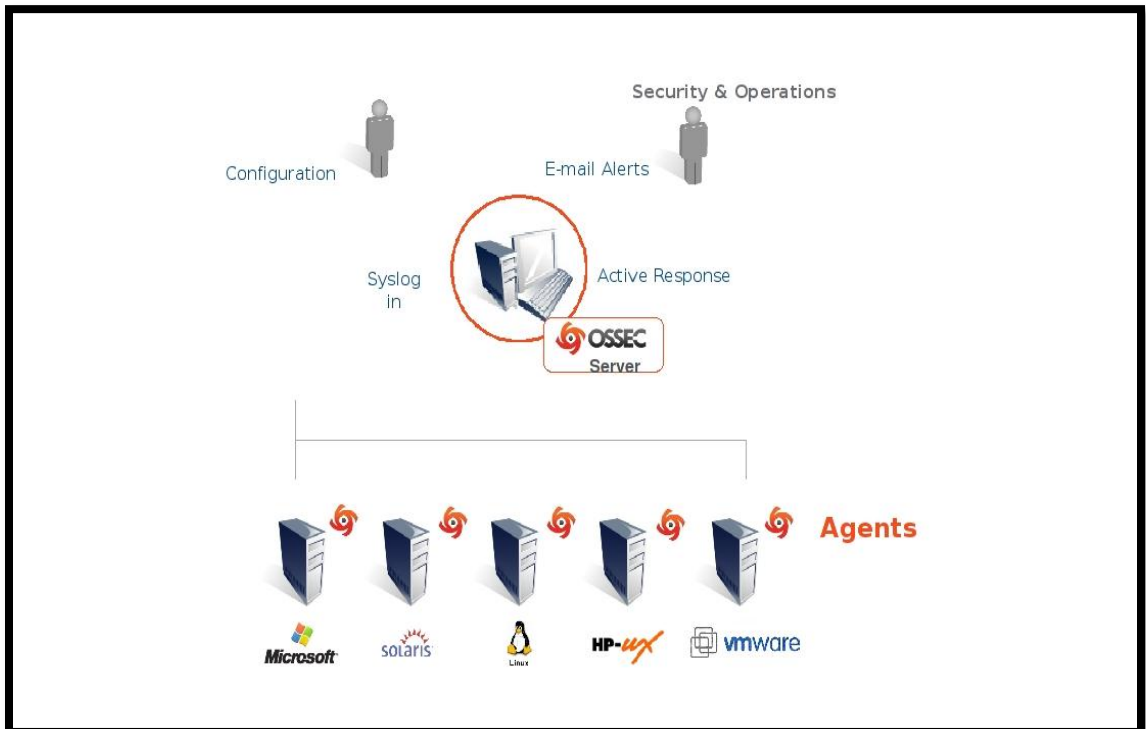 Security & Operations
Configuration
E-mail Alerts
Syslog
in
Active Response
OSSEC
Server
Agents
Microsoft
solaris
Linux
HP-ux
vmware